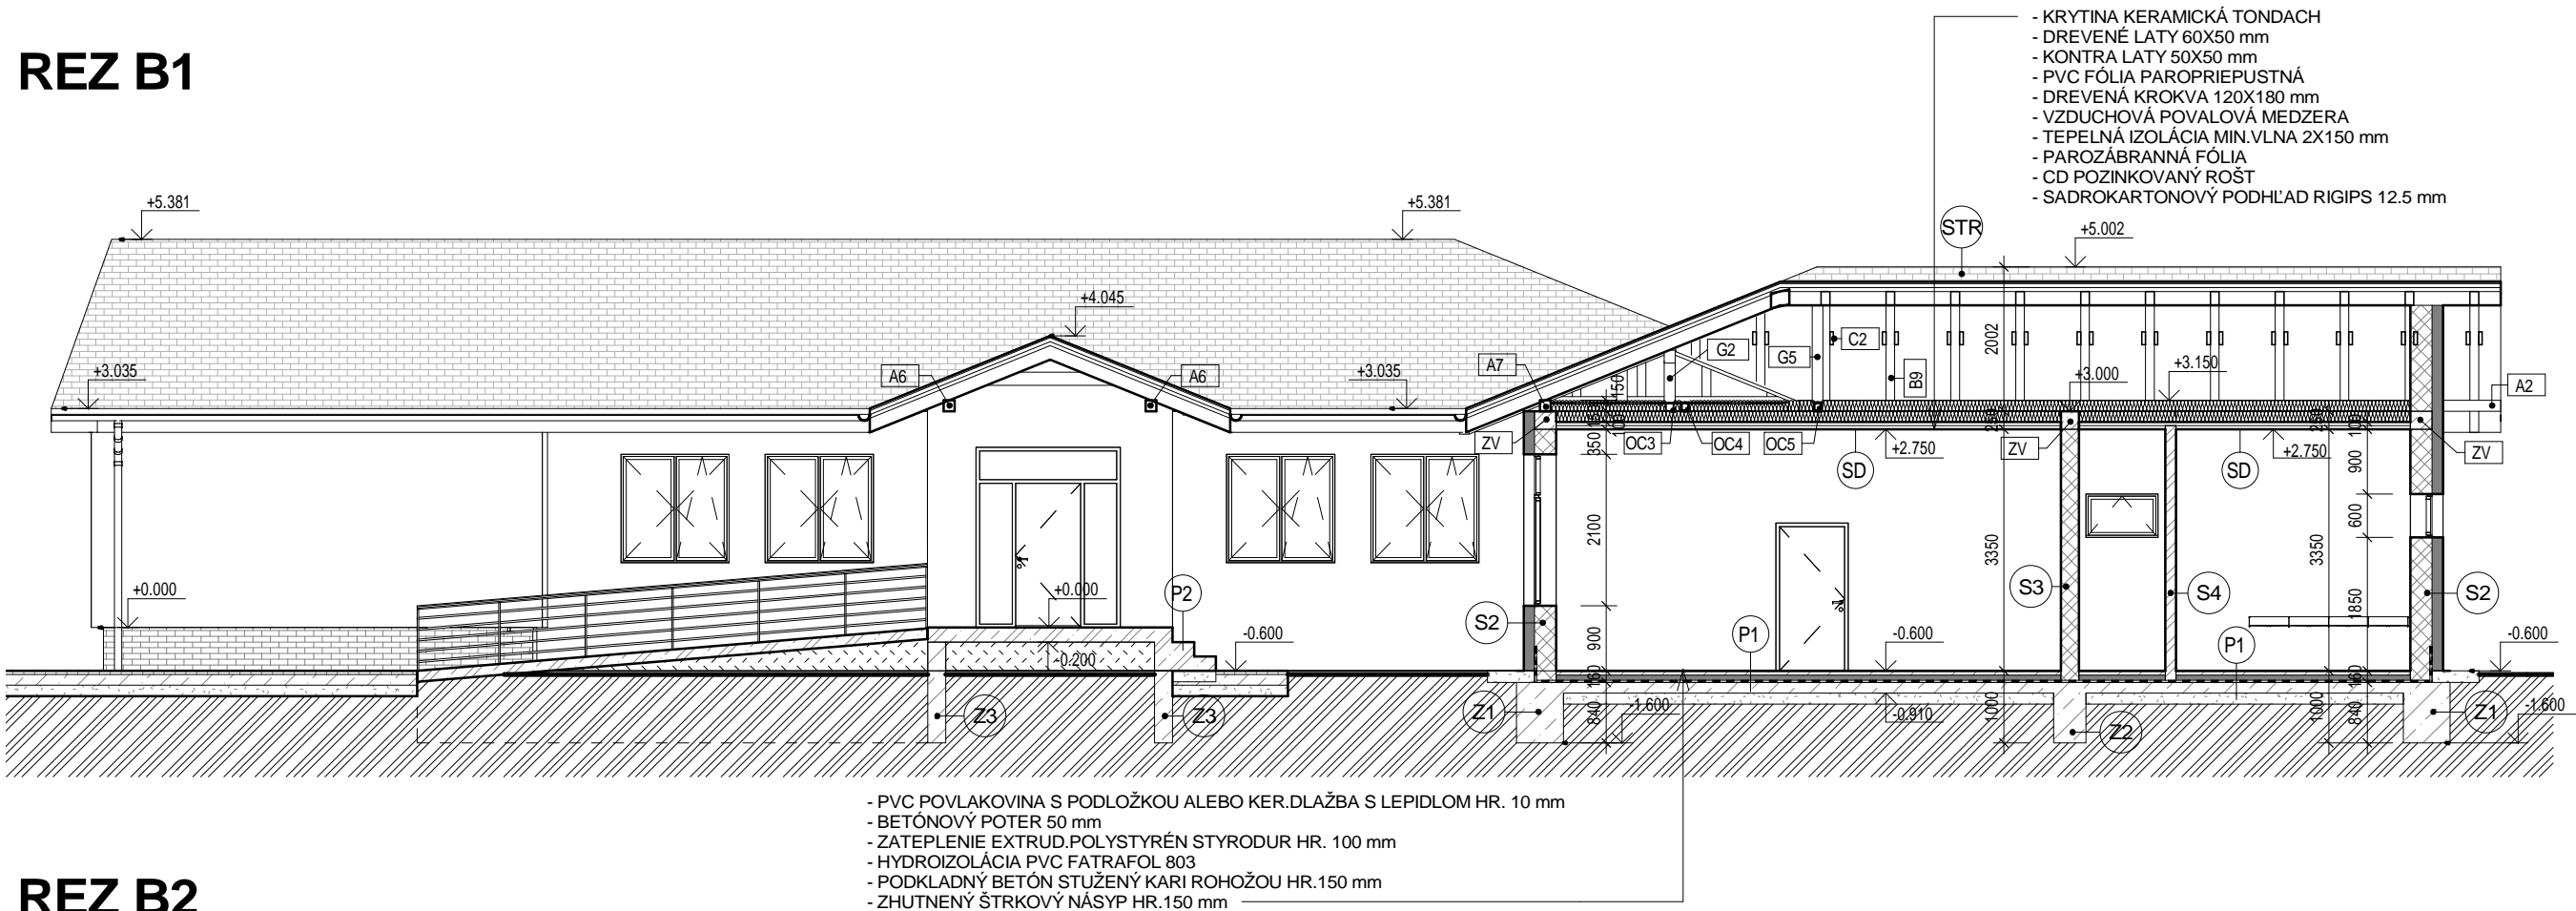 REZ B1
- KRYTINA KERAMICKÁ TONDACH
- DREVENÉ LATY 60X50 mm
- KONTRA LATY 50X50 mm
- PVC FÓLIA PAROPRIEPUSTNÁ
- DREVENÁ KROKVA 120X180 mm
- VZDUCHOVÁ POVALOVÁ MEDZERA
- TEPELNÁ IZOLÁCIA MIN.VLNA 2X150 mm
- PAROZÁBRANNÁ FÓLIA
- CD POZINKOVANÝ ROŠT
- SADROKARTONOVÝ PODHĽAD RIGIPS 12.5 mm
+5.381 +5.381 STR +5.002
+4.045
2002 C2 G2 G5
+3.035 A6 A6 +3.035 A7 B9 +3.000 +3.150 A2
150
ZV OC3 OC4 OC5 +2.750 ZV +2.750 ZV
350 100 250 250 100
SD SD
900
2100 600
3350 3350
+0.000 +0.000 P2 S3 S4 S2
1850
S2 P1 P1
-0.200 -0.600 900 -0.600 -0.600
160 160
Z3 Z3 Z1 840 -1.600 -0.910 1000 Z2 1000 840 Z1 -1.600
- PVC POVLAKOVINA S PODLOŽKOU ALEBO KER.DLAŽBA S LEPIDLOM HR. 10 mm
- BETÓNOVÝ POTER 50 mm
- ZATEPLENIE EXTRUD.POLYSTYRÉN STYRODUR HR. 100 mm
- HYDROIZOLÁCIA PVC FATRAFOL 803
- PODKLADNÝ BETÓN STUŽENÝ KARI ROHOŽOU HR.150 mm
- ZHUTNENÝ ŠTRKOVÝ NÁSYP HR.150 mm
REZ B2